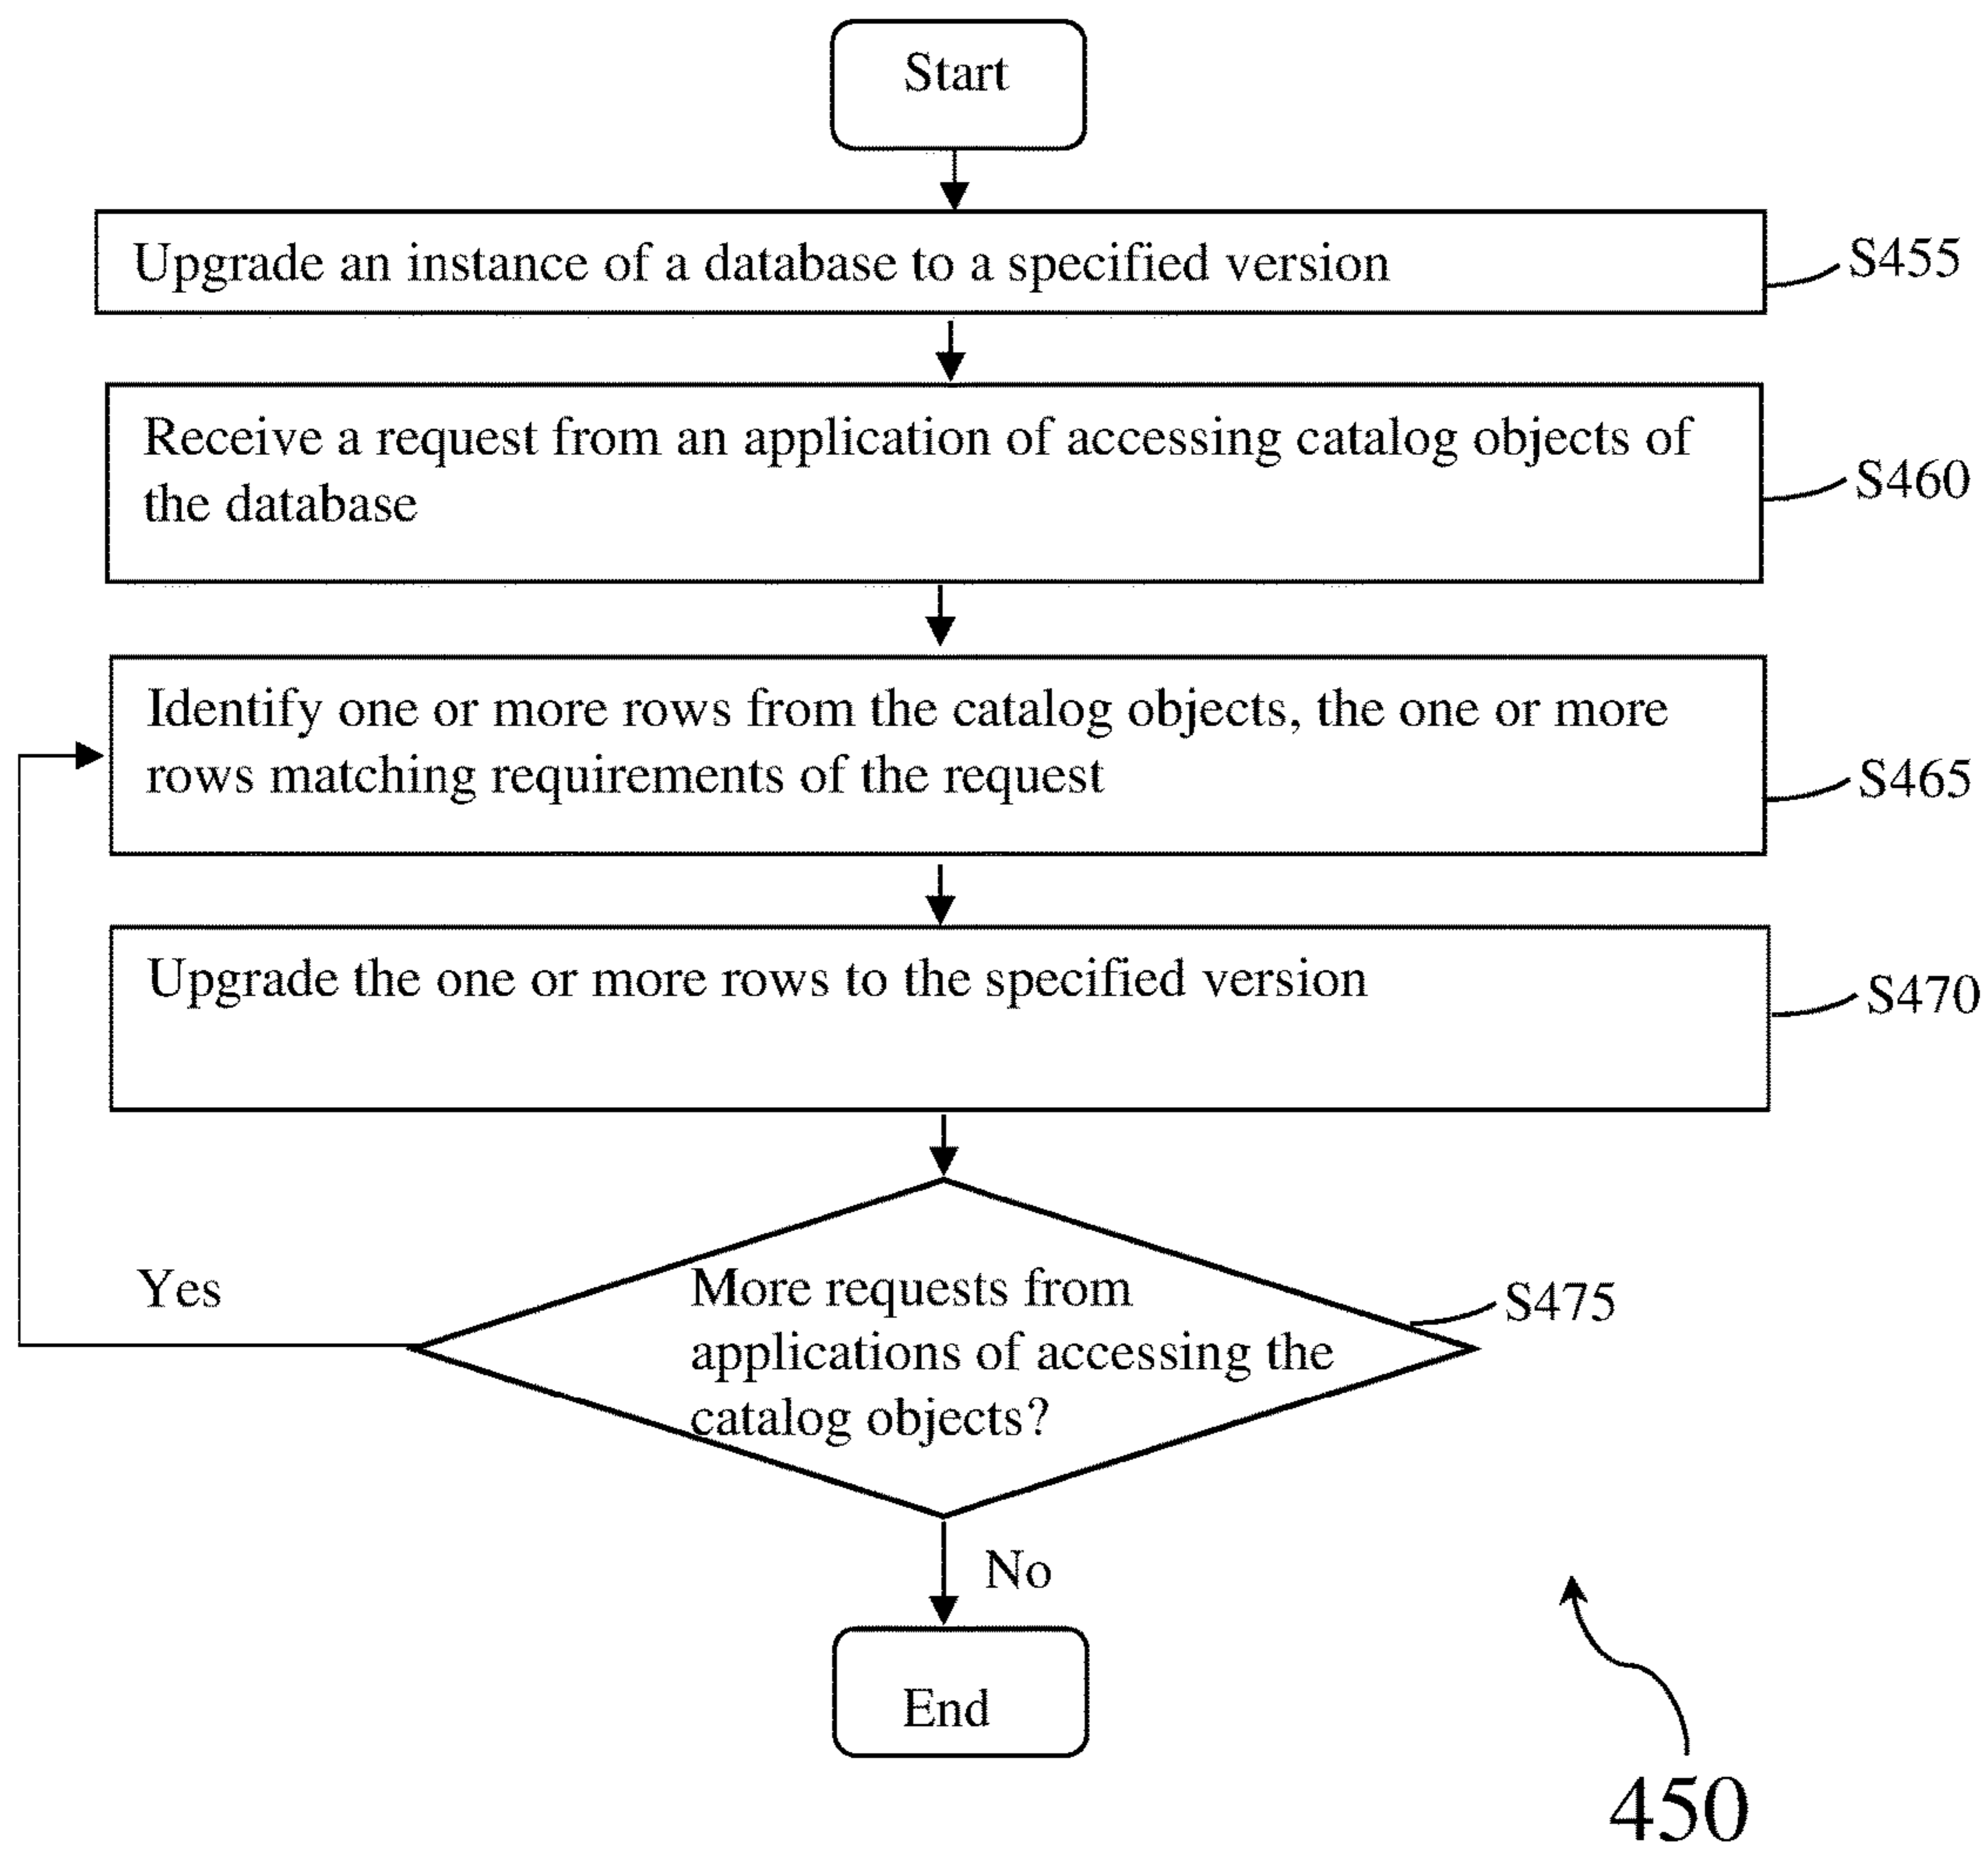 Start
Upgrade an instance of a database to a specified version
S455
Receive a request from an application of accessing catalog objects of
the database
S460
Identify one or more rows from the catalog objects, the one or more
rows matching requirements of the request
S465
Upgrade the one or more rows to the specified version
S470
More requests from
applications of accessing the
catalog objects?
S475
Yes
No
End
450